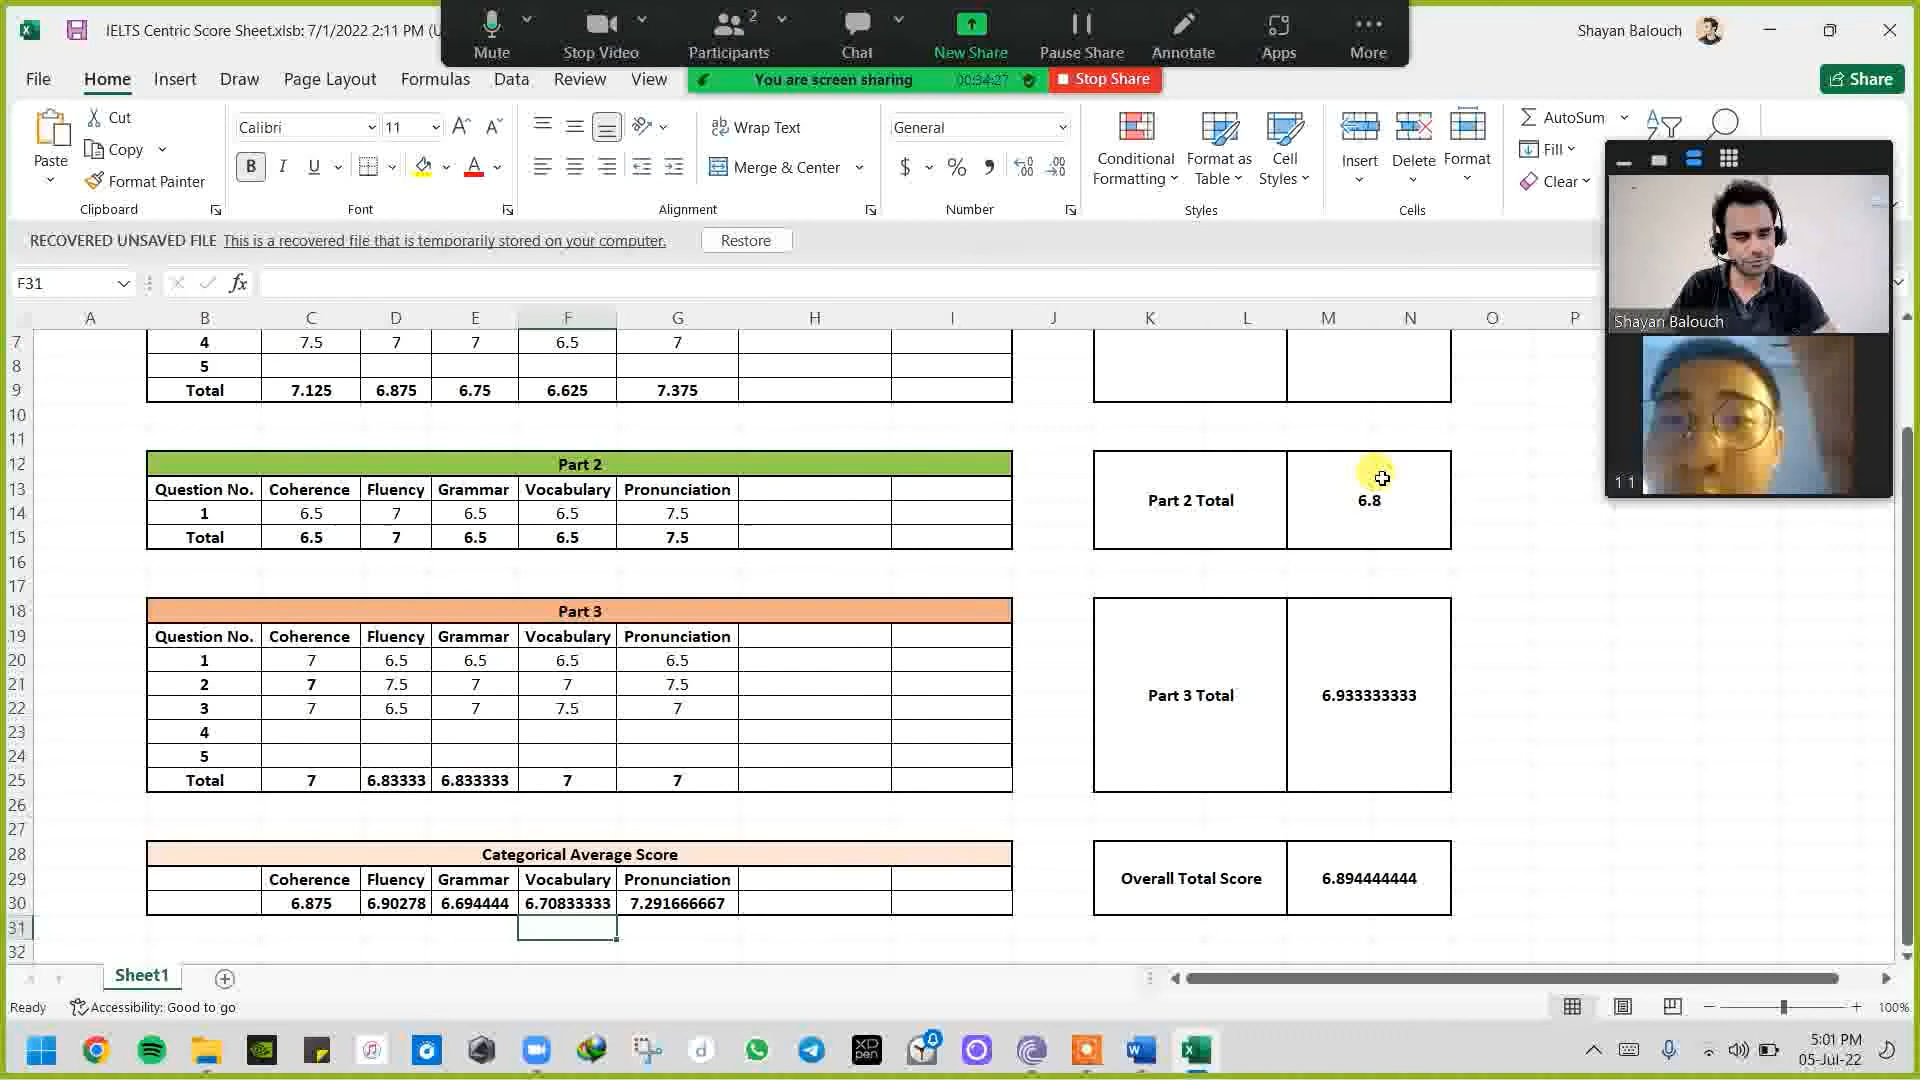 IELTS Centric Score Sheet.xlsb: 7/1/2022 2:11 PM (U
Mute
Stop Video
2
Participants
Chat
New Share
Pause Share
Annotate
Apps
More
Shayan Balouch
File Home Insert Draw Page Layout Formulas Data Review View
You are screen sharing 00:34:27 Stop Share
Share
Paste
Cut
Copy
Format Painter
Clipboard
Calibri 11
B I U
Font
Wrap Text
Merge & Center
Alignment
General
$ % 9
Number
Conditional Formatting
Format as Table
Cell Styles
Styles
Insert
Delete
Format
Cells
AutoSum
Fill
Clear
RECOVERED UNSAVED FILE This is a recovered file that is temporarily stored on your computer. Restore
F31
fx
A B C D E F G H I J K L M N O P
7 4 7.5 7 7 6.5 7
8 5
9 Total 7.125 6.875 6.75 6.625 7.375
10
11
12 Part 2
13 Question No. Coherence Fluency Grammar Vocabulary Pronunciation
14 1 6.5 7 6.5 6.5 7.5
15 Total 6.5 7 6.5 6.5 7.5
Part 2 Total 6.8
16
17
18 Part 3
19 Question No. Coherence Fluency Grammar Vocabulary Pronunciation
20 1 7 6.5 6.5 6.5 6.5
21 2 7 7.5 7 7 7.5
22 3 7 6.5 7 7.5 7
23 4
24 5
25 Total 7 6.83333 6.833333 7 7
Part 3 Total 6.933333333
26
27
28 Categorical Average Score
29 Coherence Fluency Grammar Vocabulary Pronunciation
30 6.875 6.90278 6.694444 6.70833333 7.291666667
Overall Total Score 6.894444444
31
32
Shayan Balouch
1 1
Sheet1
Ready Accessibility: Good to go
100%
XD
PEN
5:01 PM
05-Jul-22